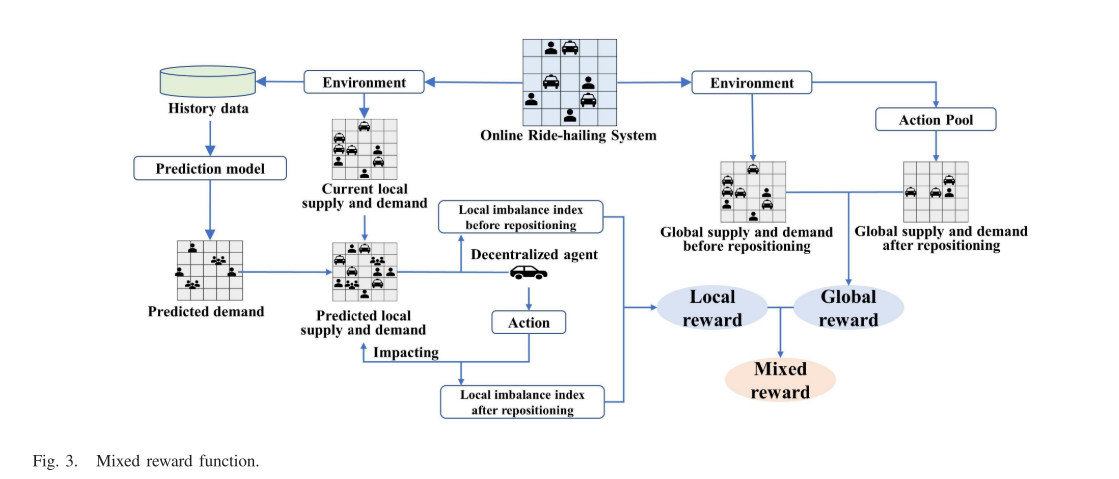 Online Ride-hailing System
Environment
History data
Prediction model
Predicted demand
Current local
supply and demand
Predicted local
supply and demand
Local imbalance index
before repositioning
Decentralized agent
Action
Impacting
Local imbalance index
after repositioning
Environment
Action Pool
Global supply and demand
before repositioning
Global supply and demand
after repositioning
Local
reward
Global
reward
Mixed
reward
Fig. 3. Mixed reward function.